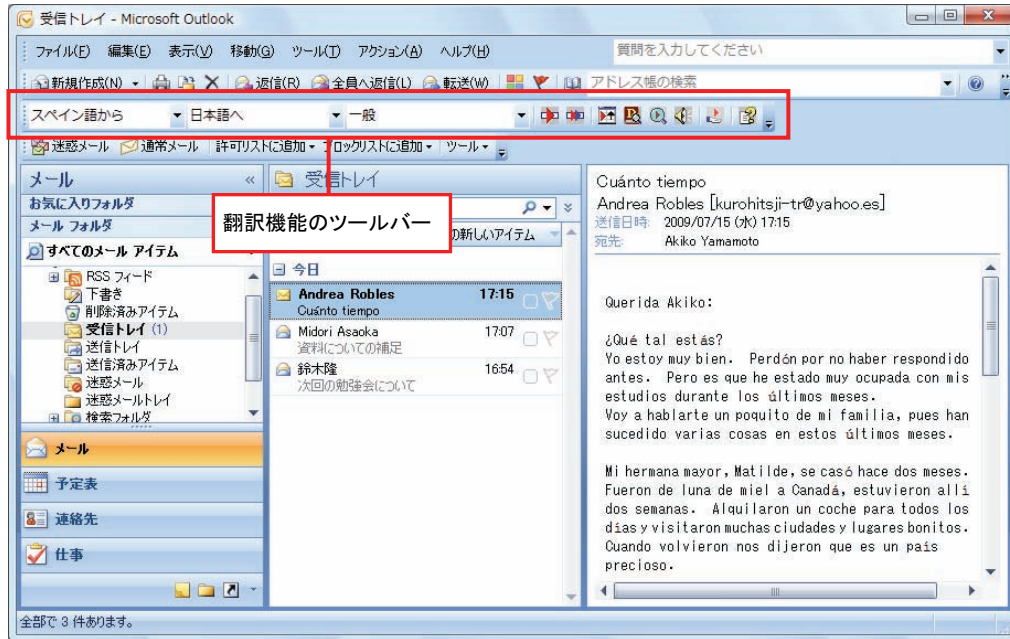 受信トレイ - Microsoft Outlook
ファイル(F) 編集(E) 表示(V) 移動(G) ツール(T) アクション(A) ヘルプ(H) 質問を入力してください
新規作成(N) 返信(R) 全員へ返信(L) 転送(W) アドレス帳の検索
スペイン語から 日本語へ 一般
迷惑メール 通常メール 許可リストに追加 ブロックリストに追加 ツール
メール
お気に入りフォルダ
メール フォルダ
すべてのメール アイテム
RSS フィード
下書き
削除済みアイテム
受信トレイ (1)
送信トレイ
送信済みアイテム
迷惑メール
迷惑メールトレイ
検索フォルダ
メール
予定表
連絡先
仕事
受信トレイ
翻訳機能のツールバー
の新しいアイテム
今日
Andrea Robles 17:15
Cuánto tiempo
Midori Asaoka 17:07
資料についての補足
鈴木隆 16:54
次回の勉強会について
Cuánto tiempo
Andrea Robles [kurohitsji-tr@yahoo.es]
送信日時: 2009/07/15 (水) 17:15
宛先: Akiko Yamamoto
Querida Akiko:
¿Qué tal estás?
Yo estoy muy bien. Perdón por no haber respondido
antes. Pero es que he estado muy ocupada con mis
estudios durante los últimos meses.
Voy a hablarte un poquito de mi familia, pues han
sucedido varias cosas en estos últimos meses.
Mi hermana mayor, Matilde, se casó hace dos meses.
Fueron de luna de miel a Canadá, estuvieron allí
dos semanas. Alquilaron un coche para todos los
días y visitaron muchas ciudades y lugares bonitos.
Cuando volvieron nos dijeron que es un país
precioso.
全部で 3 件あります。